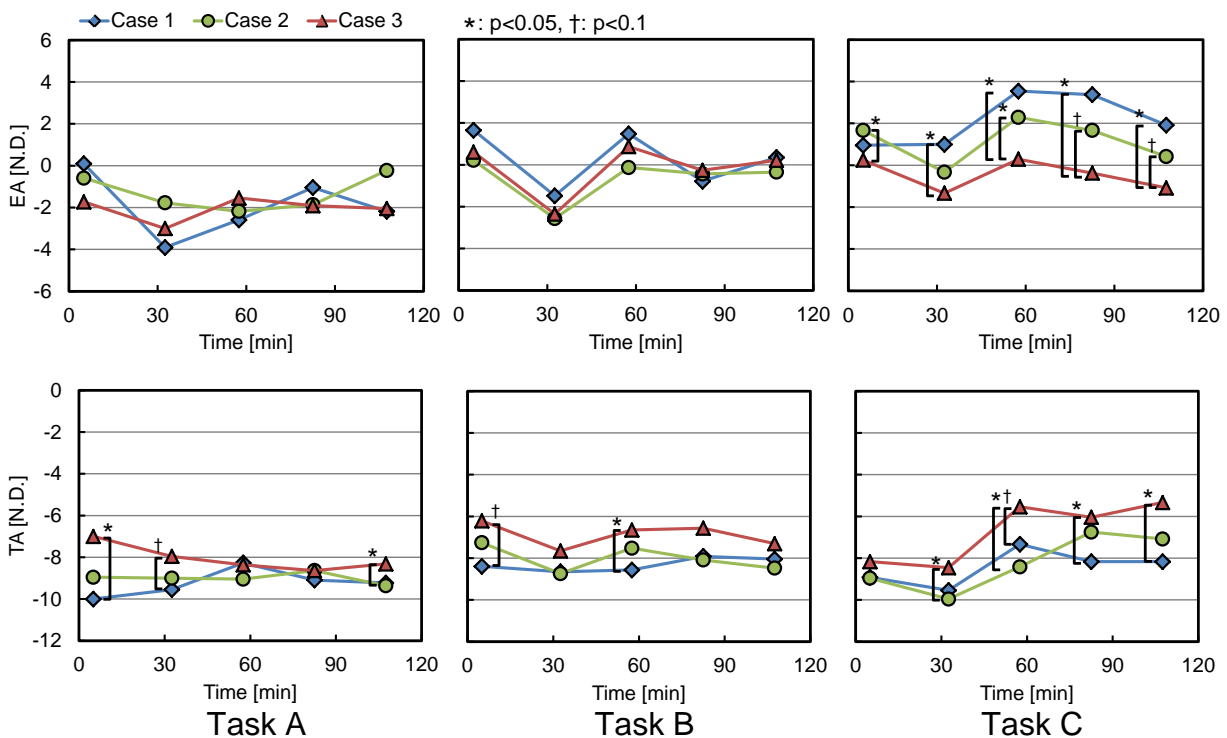 Case 1 Case 2 Case 3
*: p<0.05, †: p<0.1
EA [N.D.]
6
4
2
0
-2
-4
-6
0 30 60 90 120
Time [min]
0 30 60 90 120
Time [min]
* * * * * † * †
0 30 60 90 120
Time [min]
TA [N.D.]
0
-2
-4
-6
-8
-10
-12
* † *
0 30 60 90 120
Time [min]
Task A
† *
0 30 60 90 120
Time [min]
Task B
* * † * *
0 30 60 90 120
Time [min]
Task C